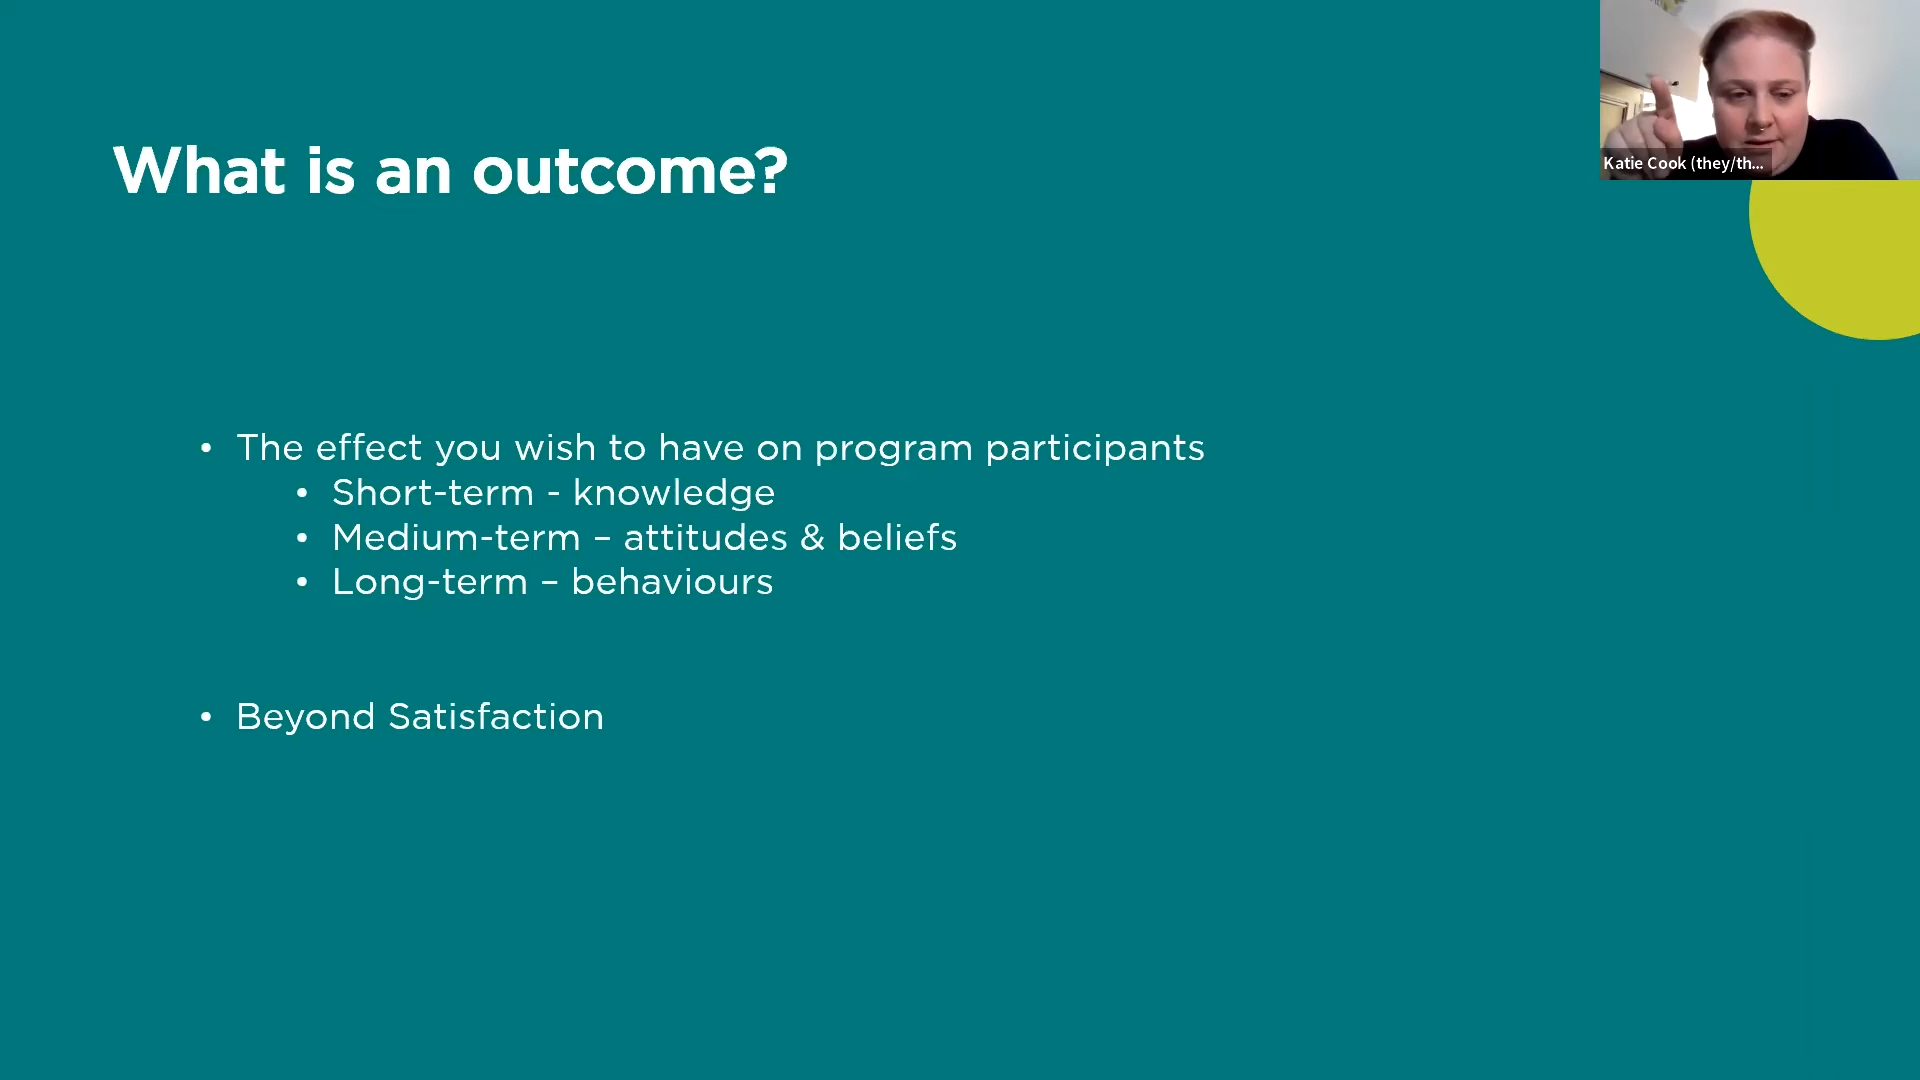 Katie Cook (they/th...
What is an outcome?
• The effect you wish to have on program participants
• Short-term - knowledge
• Medium-term – attitudes & beliefs
• Long-term – behaviours
• Beyond Satisfaction